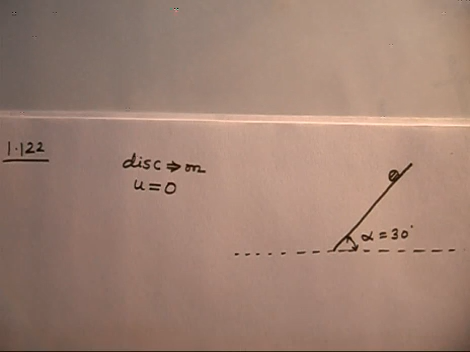 1.122
disc ⇒ m
u = 0
α = 30°